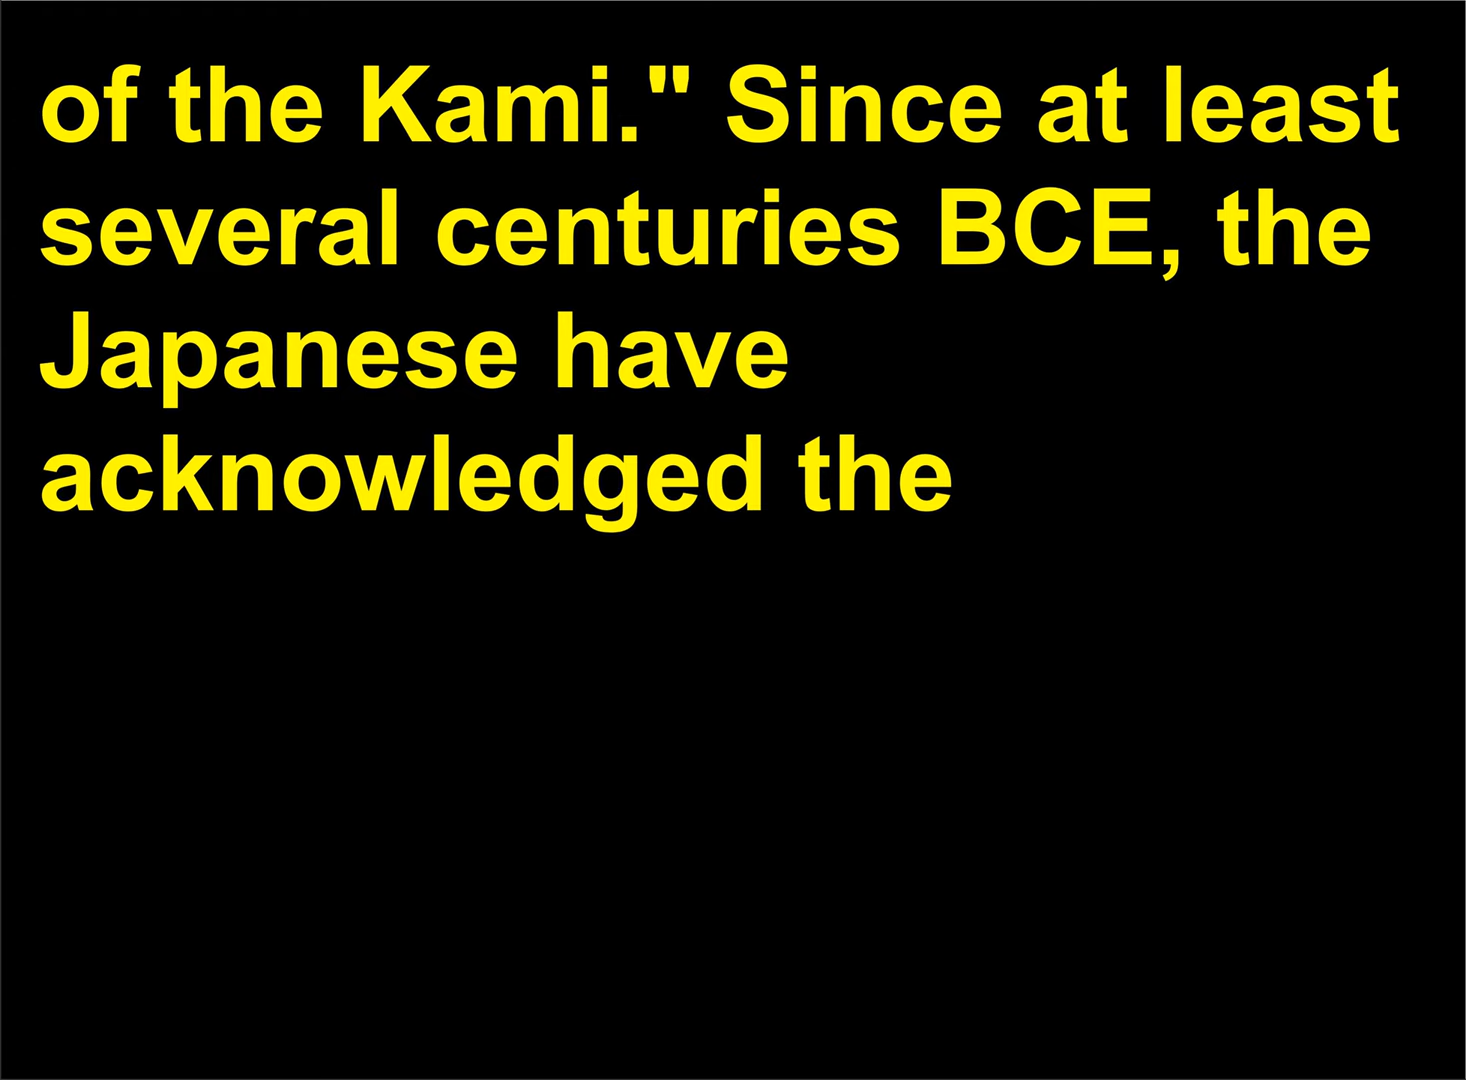 of the Kami." Since at least
several centuries BCE, the
Japanese have
acknowledged the